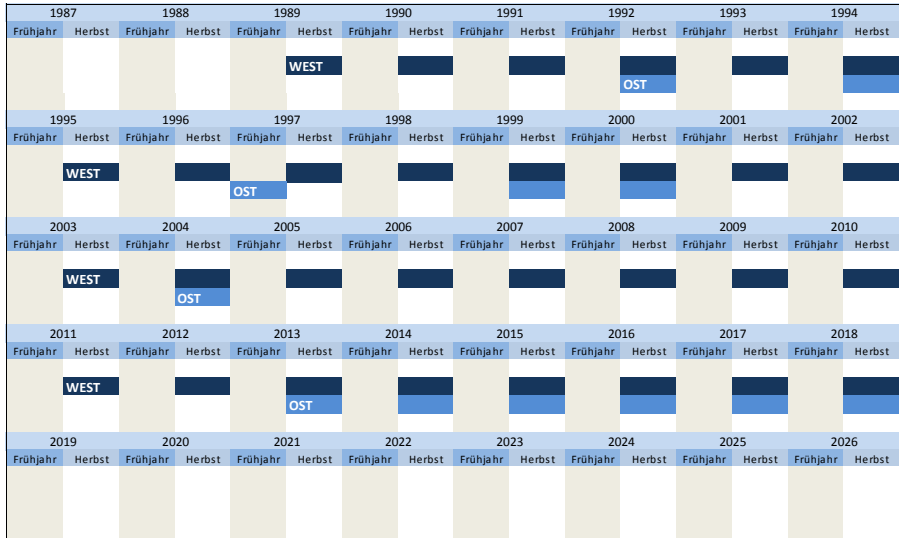 1987 1988 1989 1990 1991 1992 1993 1994
Frühjahr Herbst Frühjahr Herbst Frühjahr Herbst Frühjahr Herbst Frühjahr Herbst Frühjahr Herbst Frühjahr Herbst Frühjahr Herbst
WEST
OST
1995 1996 1997 1998 1999 2000 2001 2002
Frühjahr Herbst Frühjahr Herbst Frühjahr Herbst Frühjahr Herbst Frühjahr Herbst Frühjahr Herbst Frühjahr Herbst Frühjahr Herbst
WEST
OST
2003 2004 2005 2006 2007 2008 2009 2010
Frühjahr Herbst Frühjahr Herbst Frühjahr Herbst Frühjahr Herbst Frühjahr Herbst Frühjahr Herbst Frühjahr Herbst Frühjahr Herbst
WEST
OST
2011 2012 2013 2014 2015 2016 2017 2018
Frühjahr Herbst Frühjahr Herbst Frühjahr Herbst Frühjahr Herbst Frühjahr Herbst Frühjahr Herbst Frühjahr Herbst Frühjahr Herbst
WEST
OST
2019 2020 2021 2022 2023 2024 2025 2026
Frühjahr Herbst Frühjahr Herbst Frühjahr Herbst Frühjahr Herbst Frühjahr Herbst Frühjahr Herbst Frühjahr Herbst Frühjahr Herbst